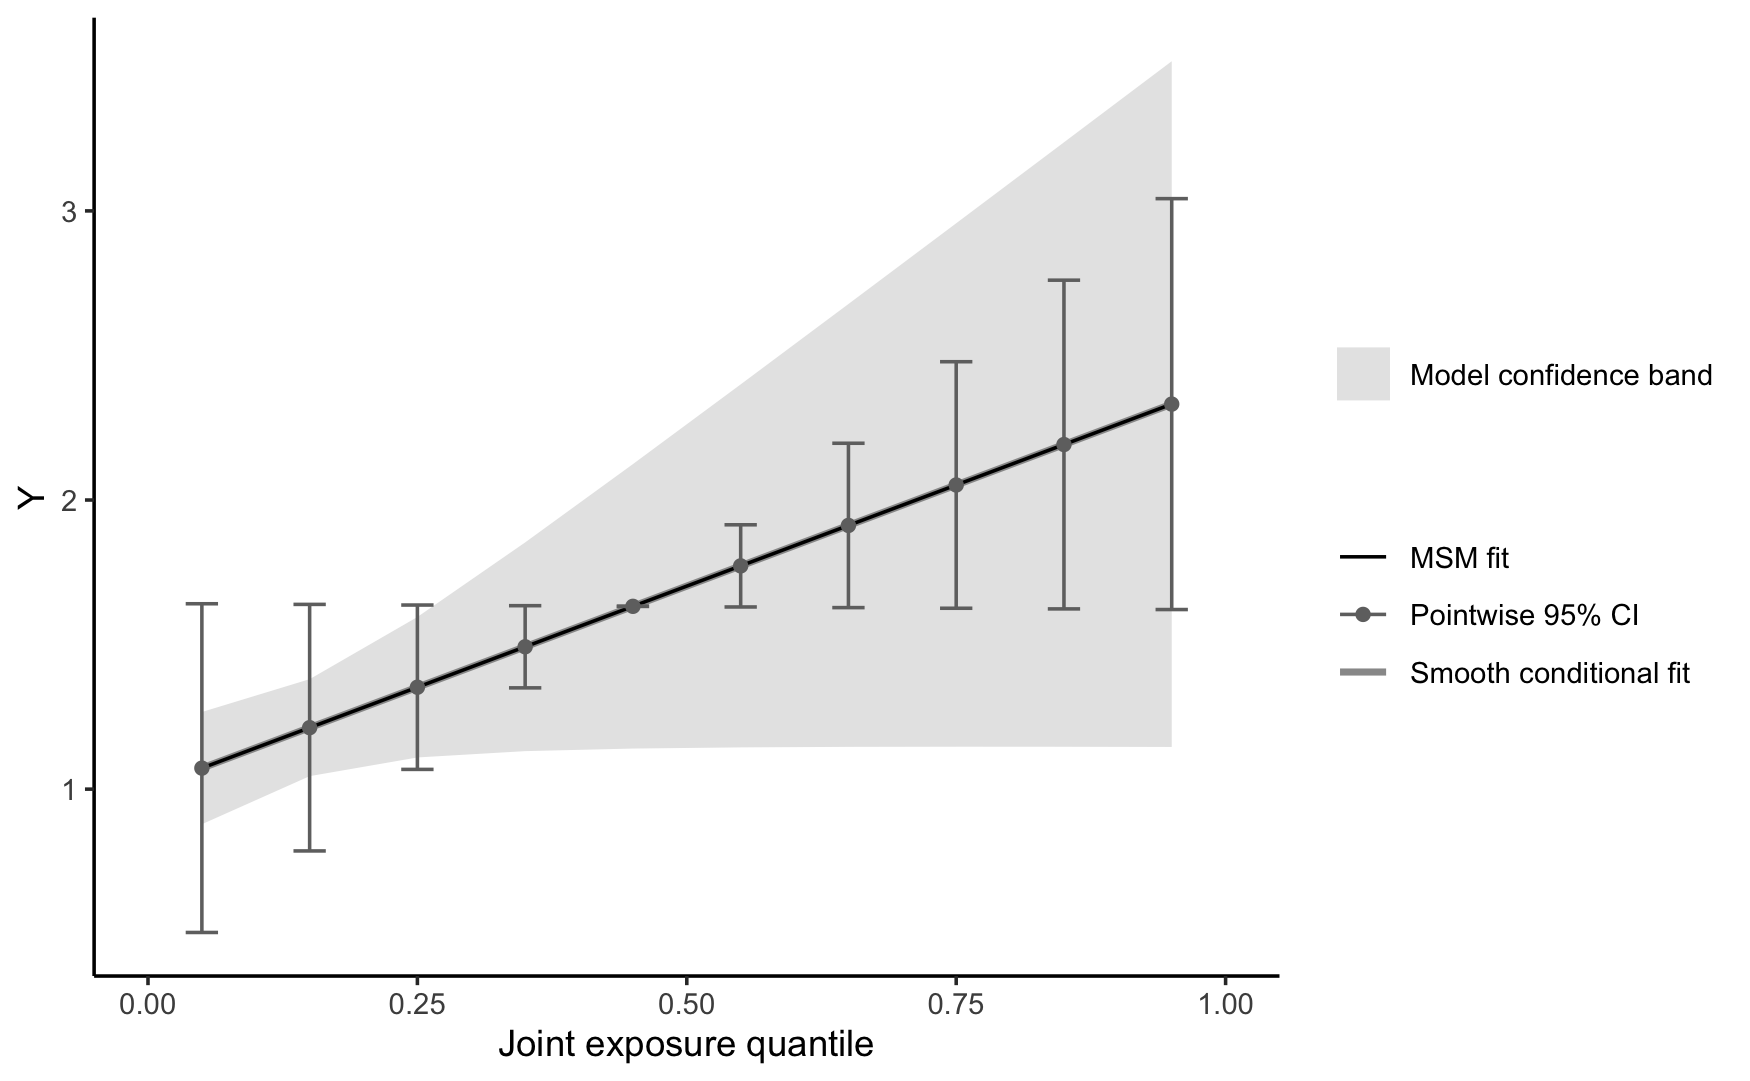 Y
3
2
1
0.00 0.25 0.50 0.75 1.00
Joint exposure quantile
Model confidence band
MSM fit
Pointwise 95% CI
Smooth conditional fit